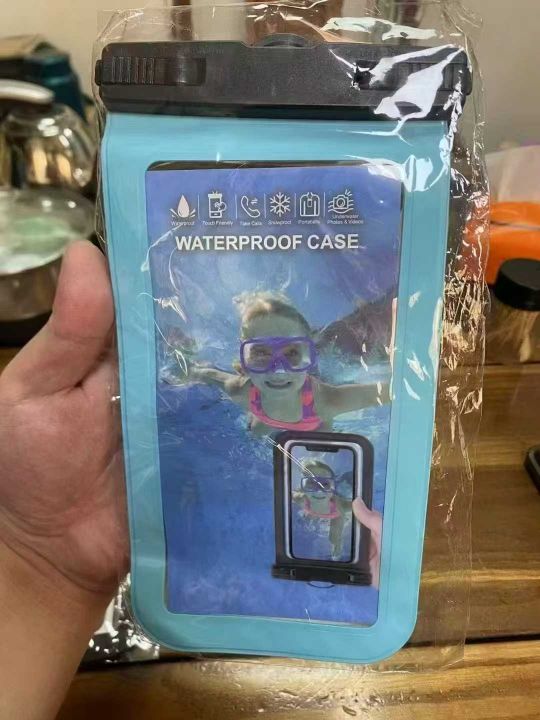 Waterproof Touch Friendly Take Calls Snowproof Portability Underwater
Photos & Videos
WATERPROOF CASE